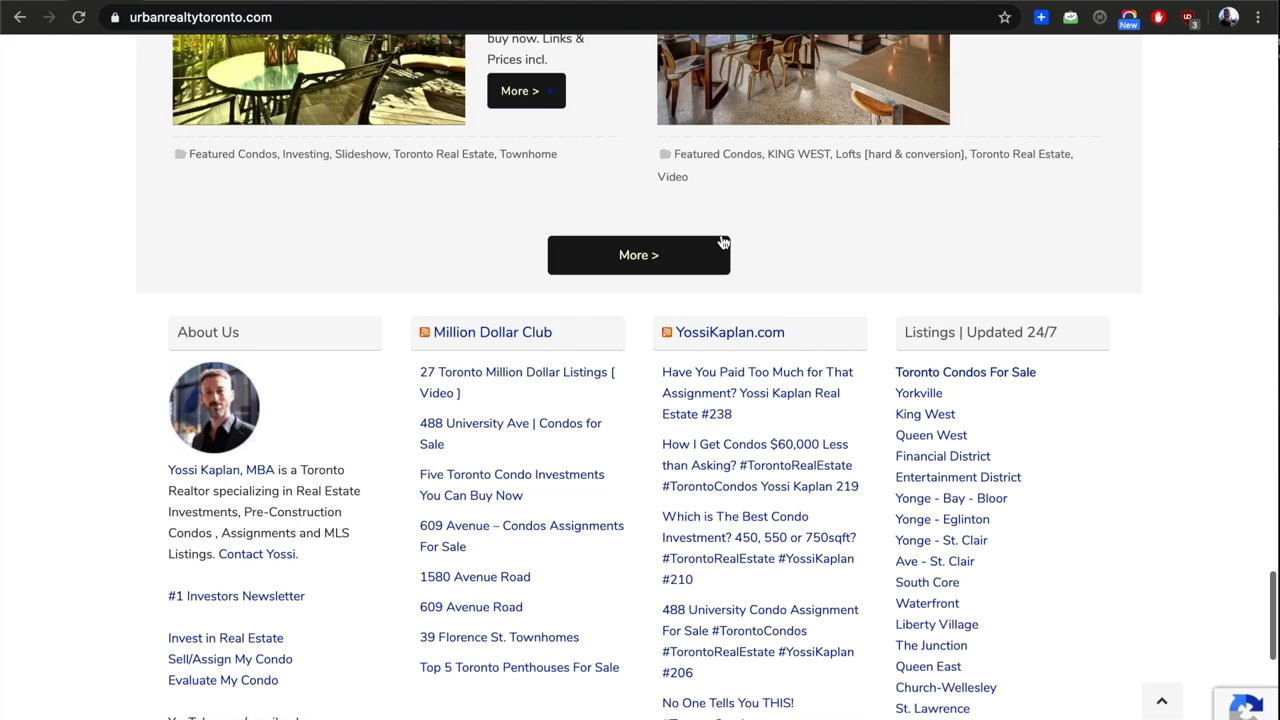 urbanrealtytoronto.com
New
3
buy now. Links &
Prices incl.
More >
Featured Condos, Investing, Slideshow, Toronto Real Estate, Townhome
Featured Condos, KING WEST, Lofts [hard & conversion], Toronto Real Estate,
Video
More >
About Us
Yossi Kaplan, MBA is a Toronto
Realtor specializing in Real Estate
Investments, Pre-Construction
Condos , Assignments and MLS
Listings. Contact Yossi.
#1 Investors Newsletter
Invest in Real Estate
Sell/Assign My Condo
Evaluate My Condo
Million Dollar Club
27 Toronto Million Dollar Listings [
Video ]
488 University Ave | Condos for
Sale
Five Toronto Condo Investments
You Can Buy Now
609 Avenue – Condos Assignments
For Sale
1580 Avenue Road
609 Avenue Road
39 Florence St. Townhomes
Top 5 Toronto Penthouses For Sale
YossiKaplan.com
Have You Paid Too Much for That
Assignment? Yossi Kaplan Real
Estate #238
How I Get Condos $60,000 Less
than Asking? #TorontoRealEstate
#TorontoCondos Yossi Kaplan 219
Which is The Best Condo
Investment? 450, 550 or 750sqft?
#TorontoRealEstate #YossiKaplan
#210
488 University Condo Assignment
For Sale #TorontoCondos
#TorontoRealEstate #YossiKaplan
#206
No One Tells You THIS!
Listings | Updated 24/7
Toronto Condos For Sale
Yorkville
King West
Queen West
Financial District
Entertainment District
Yonge - Bay - Bloor
Yonge - Eglinton
Yonge - St. Clair
Ave - St. Clair
South Core
Waterfront
Liberty Village
The Junction
Queen East
Church-Wellesley
St. Lawrence